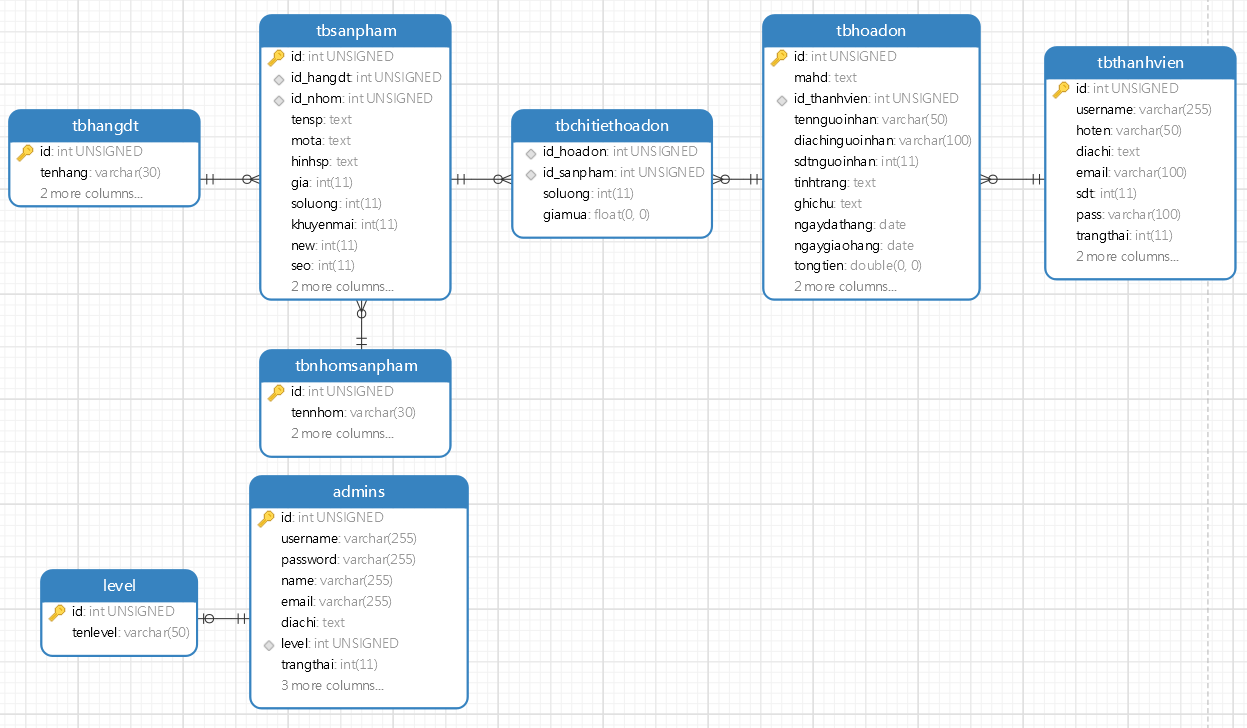 tbhangdt
id: int UNSIGNED
tenhang: varchar(30)
2 more columns...
tbsanpham
id: int UNSIGNED
id_hangdt: int UNSIGNED
id_nhom: int UNSIGNED
tensp: text
mota: text
hinhsp: text
gia: int(11)
soluong: int(11)
khuyenmai: int(11)
new: int(11)
seo: int(11)
2 more columns...
tbchitiethoadon
id_hoadon: int UNSIGNED
id_sanpham: int UNSIGNED
soluong: int(11)
giamua: float(0, 0)
tbhoadon
id: int UNSIGNED
mahd: text
id_thanhvien: int UNSIGNED
tennguoinhan: varchar(50)
diachinguoinhan: varchar(100)
sdtnguoinhan: int(11)
tinhtrang: text
ghichu: text
ngaydathang: date
ngaygiaohang: date
tongtien: double(0, 0)
2 more columns...
tbthanhvien
id: int UNSIGNED
username: varchar(255)
hoten: varchar(50)
diachi: text
email: varchar(100)
sdt: int(11)
pass: varchar(100)
trangthai: int(11)
2 more columns...
tbnhomsanpham
id: int UNSIGNED
tennhom: varchar(30)
2 more columns...
level
id: int UNSIGNED
tenlevel: varchar(50)
admins
id: int UNSIGNED
username: varchar(255)
password: varchar(255)
name: varchar(255)
email: varchar(255)
diachi: text
level: int UNSIGNED
trangthai: int(11)
3 more columns...